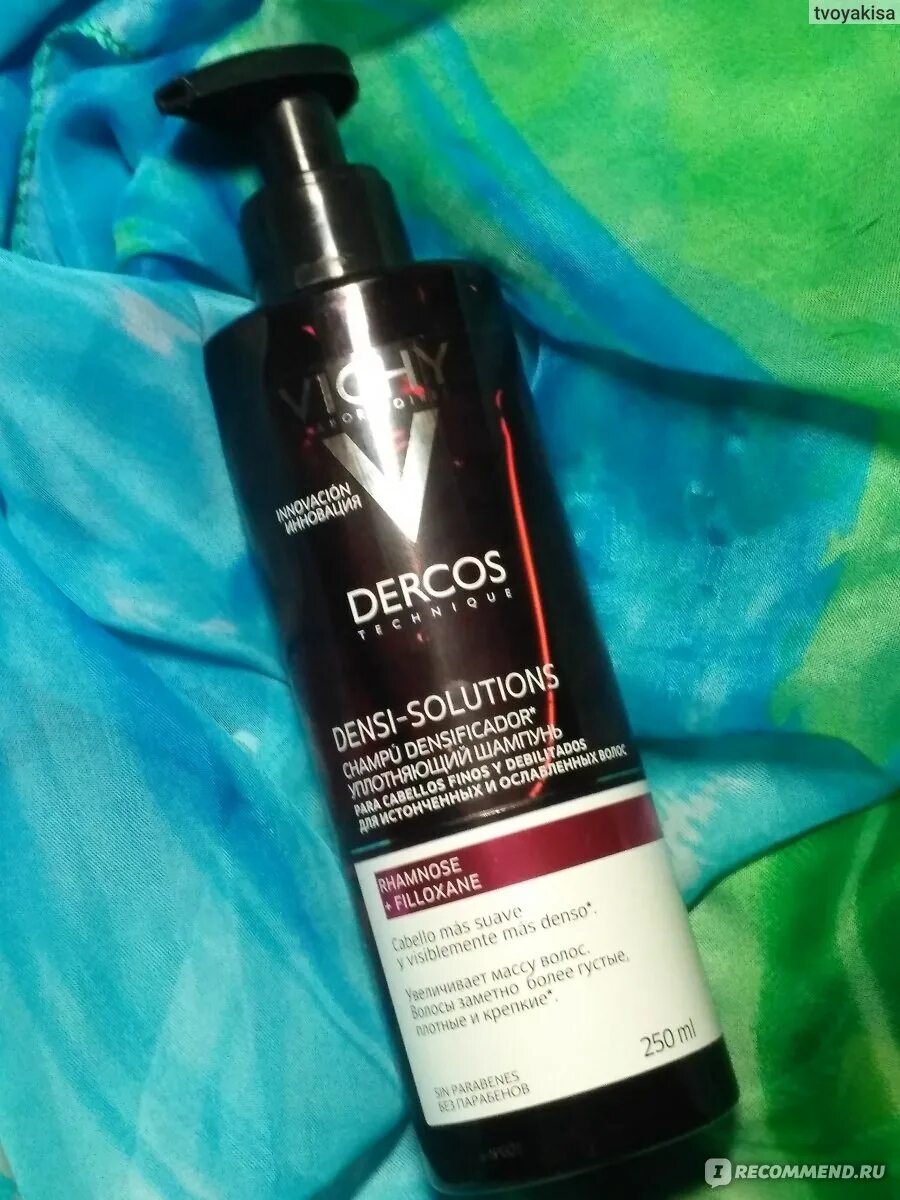 tvoyakisa
VICHY
LABORATOIRES
INNOVACIÓN
ИННОВАЦИЯ
DERCOS
TECHNIQUE
DENSI-SOLUTIONS
CHAMPÚ DENSIFICADOR*
УПЛОТНЯЮЩИЙ ШАМПУНЬ
PARA CABELLOS FINOS Y DEBILITADOS
ДЛЯ ИСТОНЧЕННЫХ И ОСЛАБЛЕННЫХ ВОЛОС
RHAMNOSE
+ FILLOXANE
Cabello más suave
y visiblemente más denso*.
Увеличивает массу волос.
Волосы заметно более густые,
плотные и крепкие*.
250 ml
SIN PARABENES
БЕЗ ПАРАБЕНОВ
IRECOMMEND.RU